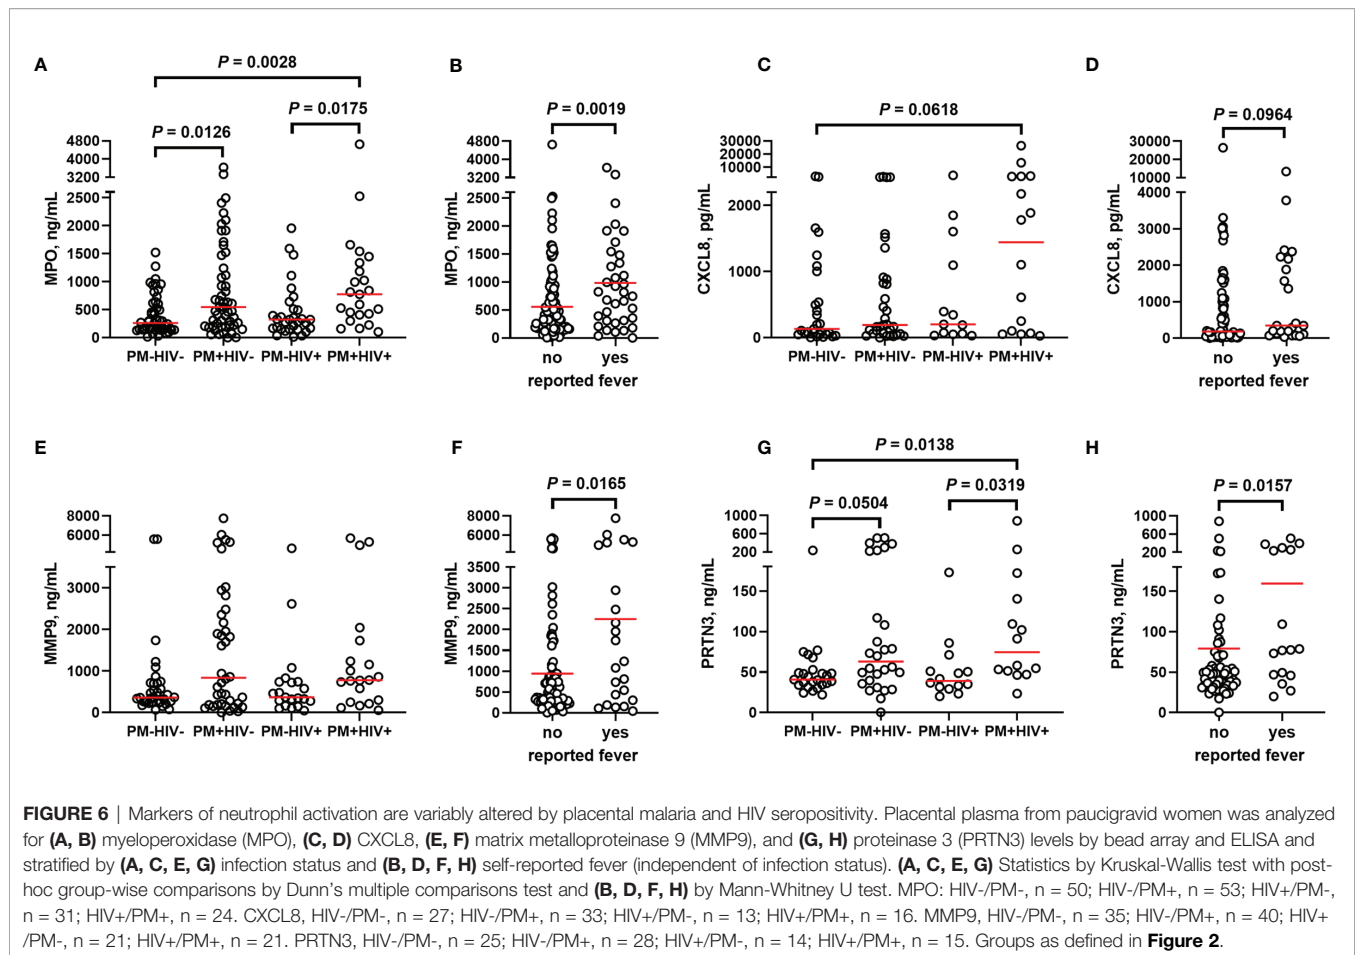 A
P = 0.0028
P = 0.0126
P = 0.0175
MPO, ng/mL
4800
4000
3200
2500
2000
1500
1000
500
0
PM-HIV-
PM+HIV-
PM-HIV+
PM+HIV+
B
P = 0.0019
MPO, ng/mL
4800
4000
3200
2500
2000
1500
1000
500
0
no
yes
reported fever
C
P = 0.0618
CXCL8, pg/mL
30000
20000
10000
2000
1000
0
PM-HIV-
PM+HIV-
PM-HIV+
PM+HIV+
D
P = 0.0964
CXCL8, pg/mL
30000
20000
10000
4000
3000
2000
1000
0
no
yes
reported fever
E
MMP9, ng/mL
8000
6000
3000
2000
1000
0
PM-HIV-
PM+HIV-
PM-HIV+
PM+HIV+
F
P = 0.0165
MMP9, ng/mL
8000
6000
3500
3000
2500
2000
1500
1000
500
0
no
yes
reported fever
G
P = 0.0138
P = 0.0504
P = 0.0319
PRTN3, ng/mL
1000
600
200
150
100
50
0
PM-HIV-
PM+HIV-
PM-HIV+
PM+HIV+
H
P = 0.0157
PRTN3, ng/mL
1000
600
200
150
100
50
0
no
yes
reported fever
FIGURE 6 | Markers of neutrophil activation are variably altered by placental malaria and HIV seropositivity. Placental plasma from paucigravid women was analyzed
for (A, B) myeloperoxidase (MPO), (C, D) CXCL8, (E, F) matrix metalloproteinase 9 (MMP9), and (G, H) proteinase 3 (PRTN3) levels by bead array and ELISA and
stratified by (A, C, E, G) infection status and (B, D, F, H) self-reported fever (independent of infection status). (A, C, E, G) Statistics by Kruskal-Wallis test with post-
hoc group-wise comparisons by Dunn's multiple comparisons test and (B, D, F, H) by Mann-Whitney U test. MPO: HIV-/PM-, n = 50; HIV-/PM+, n = 53; HIV+/PM-,
n = 31; HIV+/PM+, n = 24. CXCL8, HIV-/PM-, n = 27; HIV-/PM+, n = 33; HIV+/PM-, n = 13; HIV+/PM+, n = 16. MMP9, HIV-/PM-, n = 35; HIV-/PM+, n = 40; HIV+
/PM-, n = 21; HIV+/PM+, n = 21. PRTN3, HIV-/PM-, n = 25; HIV-/PM+, n = 28; HIV+/PM-, n = 14; HIV+/PM+, n = 15. Groups as defined in Figure 2.